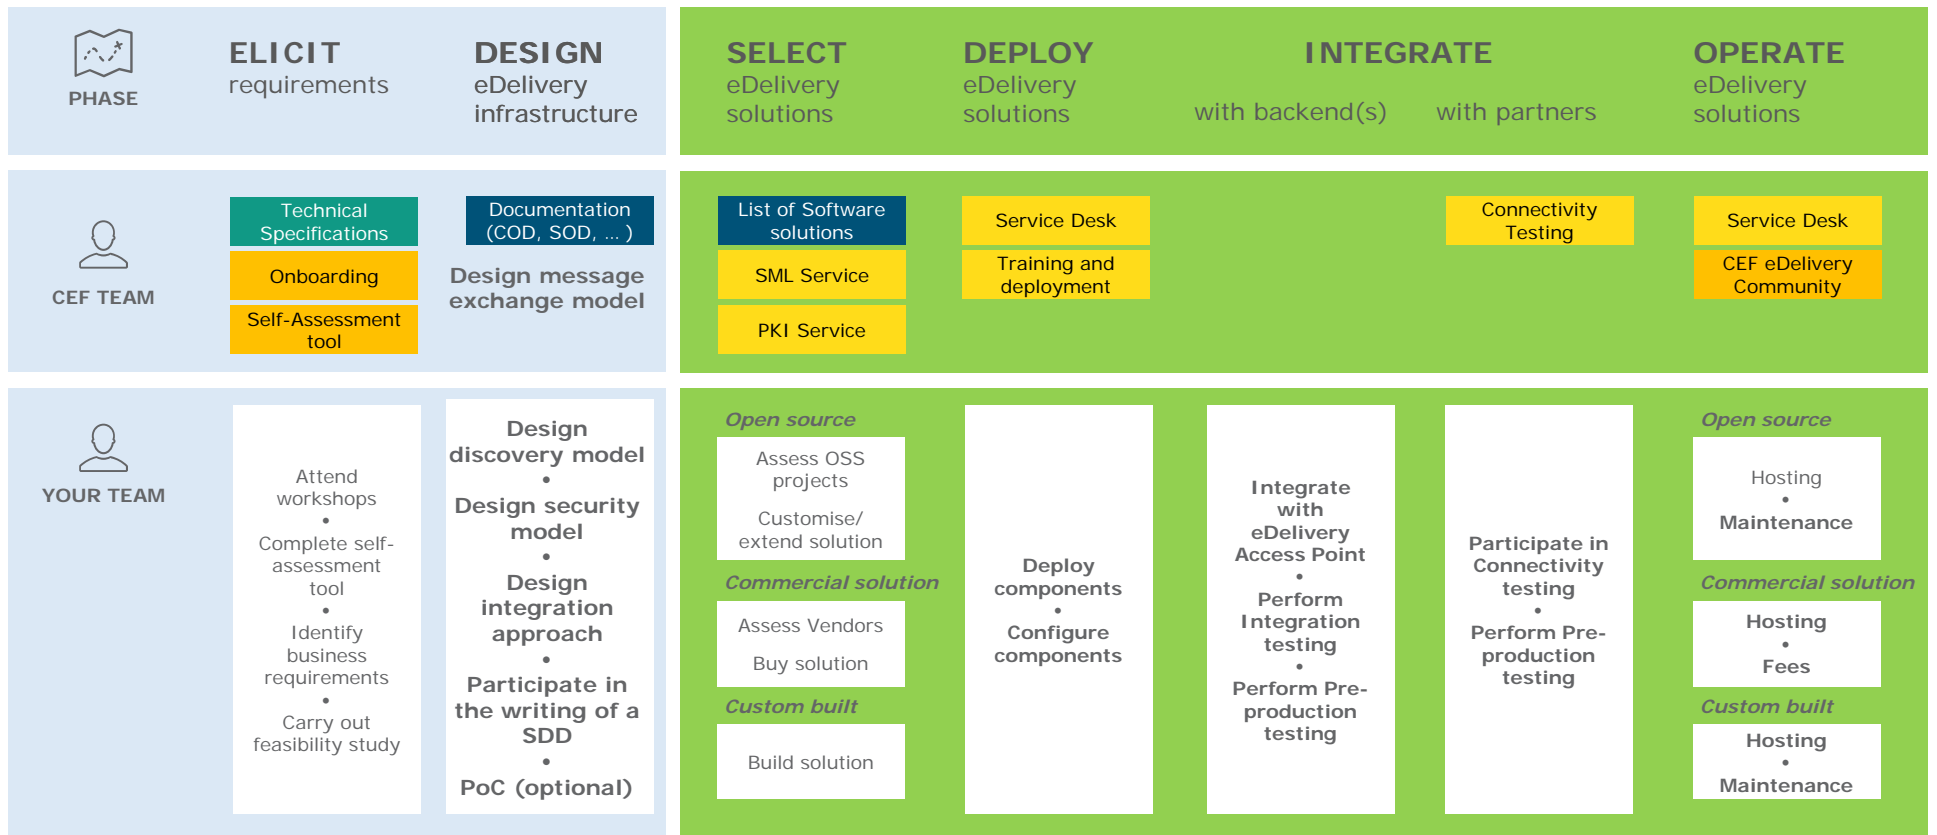 PHASE
ELICIT
requirements
DESIGN
eDelivery
infrastructure
SELECT
eDelivery
solutions
DEPLOY
eDelivery
solutions
INTEGRATE
with backend(s)
with partners
OPERATE
eDelivery
solutions
CEF TEAM
Technical
Specifications
Onboarding
Self-Assessment
tool
Documentation
(COD, SOD, ... )
Design message
exchange model
List of Software
solutions
SML Service
PKI Service
Service Desk
Training and
deployment
Connectivity
Testing
Service Desk
CEF eDelivery
Community
YOUR TEAM
Attend
workshops
•
Complete self-
assessment
tool
•
Identify
business
requirements
•
Carry out
feasibility study
Design
discovery model
•
Design security
model
•
Design
integration
approach
•
Participate in
the writing of a
SDD
•
PoC (optional)
Open source
Assess OSS
projects
Customise/
extend solution
Commercial solution
Assess Vendors
Buy solution
Custom built
Build solution
Deploy
components
•
Configure
components
Integrate
with
eDelivery
Access Point
•
Perform
Integration
testing
•
Perform Pre-
production
testing
Participate in
Connectivity
testing
•
Perform Pre-
production
testing
Open source
Hosting
•
Maintenance
Commercial solution
Hosting
•
Fees
Custom built
Hosting
•
Maintenance